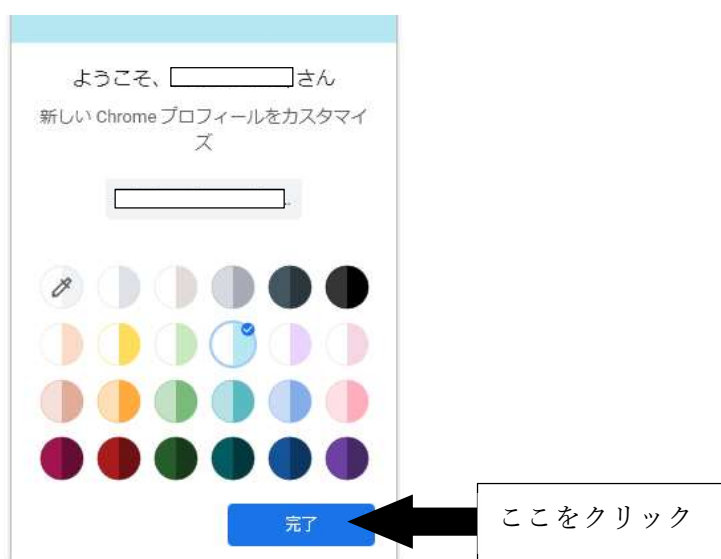 ようこそ、 さん
新しい Chrome プロフィールをカスタマイ
ズ
..
完了
ここをクリック